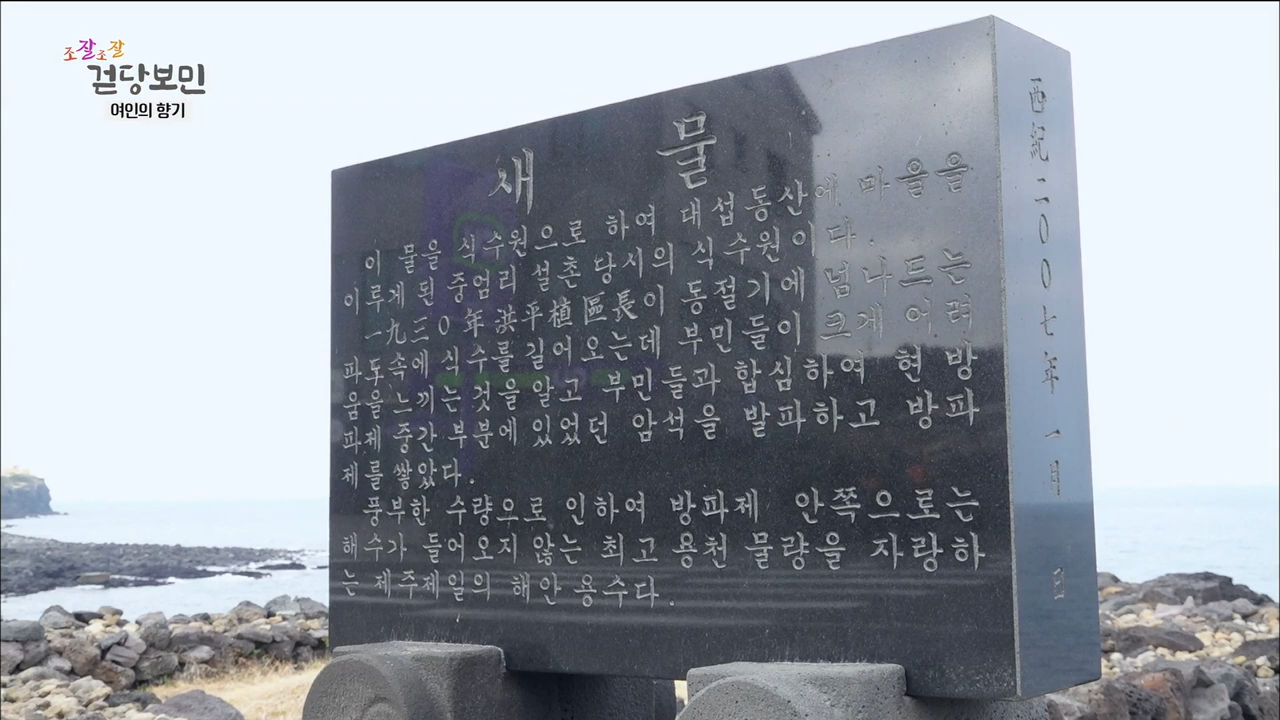 조잘조잘
걷당보민
여인의 향기
새 물
이 물을 식수원으로 하여 대섭동산에 마을을
이루게 된 중엄리 설촌 당시의 식수원이다.
一九三0年 洪平植區長이 동절기에 넘나드는
파도속에 식수를 길어오는데 부민들이 크게 어려
움을 느끼는것을 알고 부민들과 합심하여 현 방
파제 중간부분에 있었던 암석을 발파하고 방파
제를 쌓았다.
풍부한 수량으로 인하여 방파제 안쪽으로는
해수가 들어오지 않는 최고 용천 물량을 자랑하
는 제주제일의 해안 용수다.
西紀二00七年 一月 日